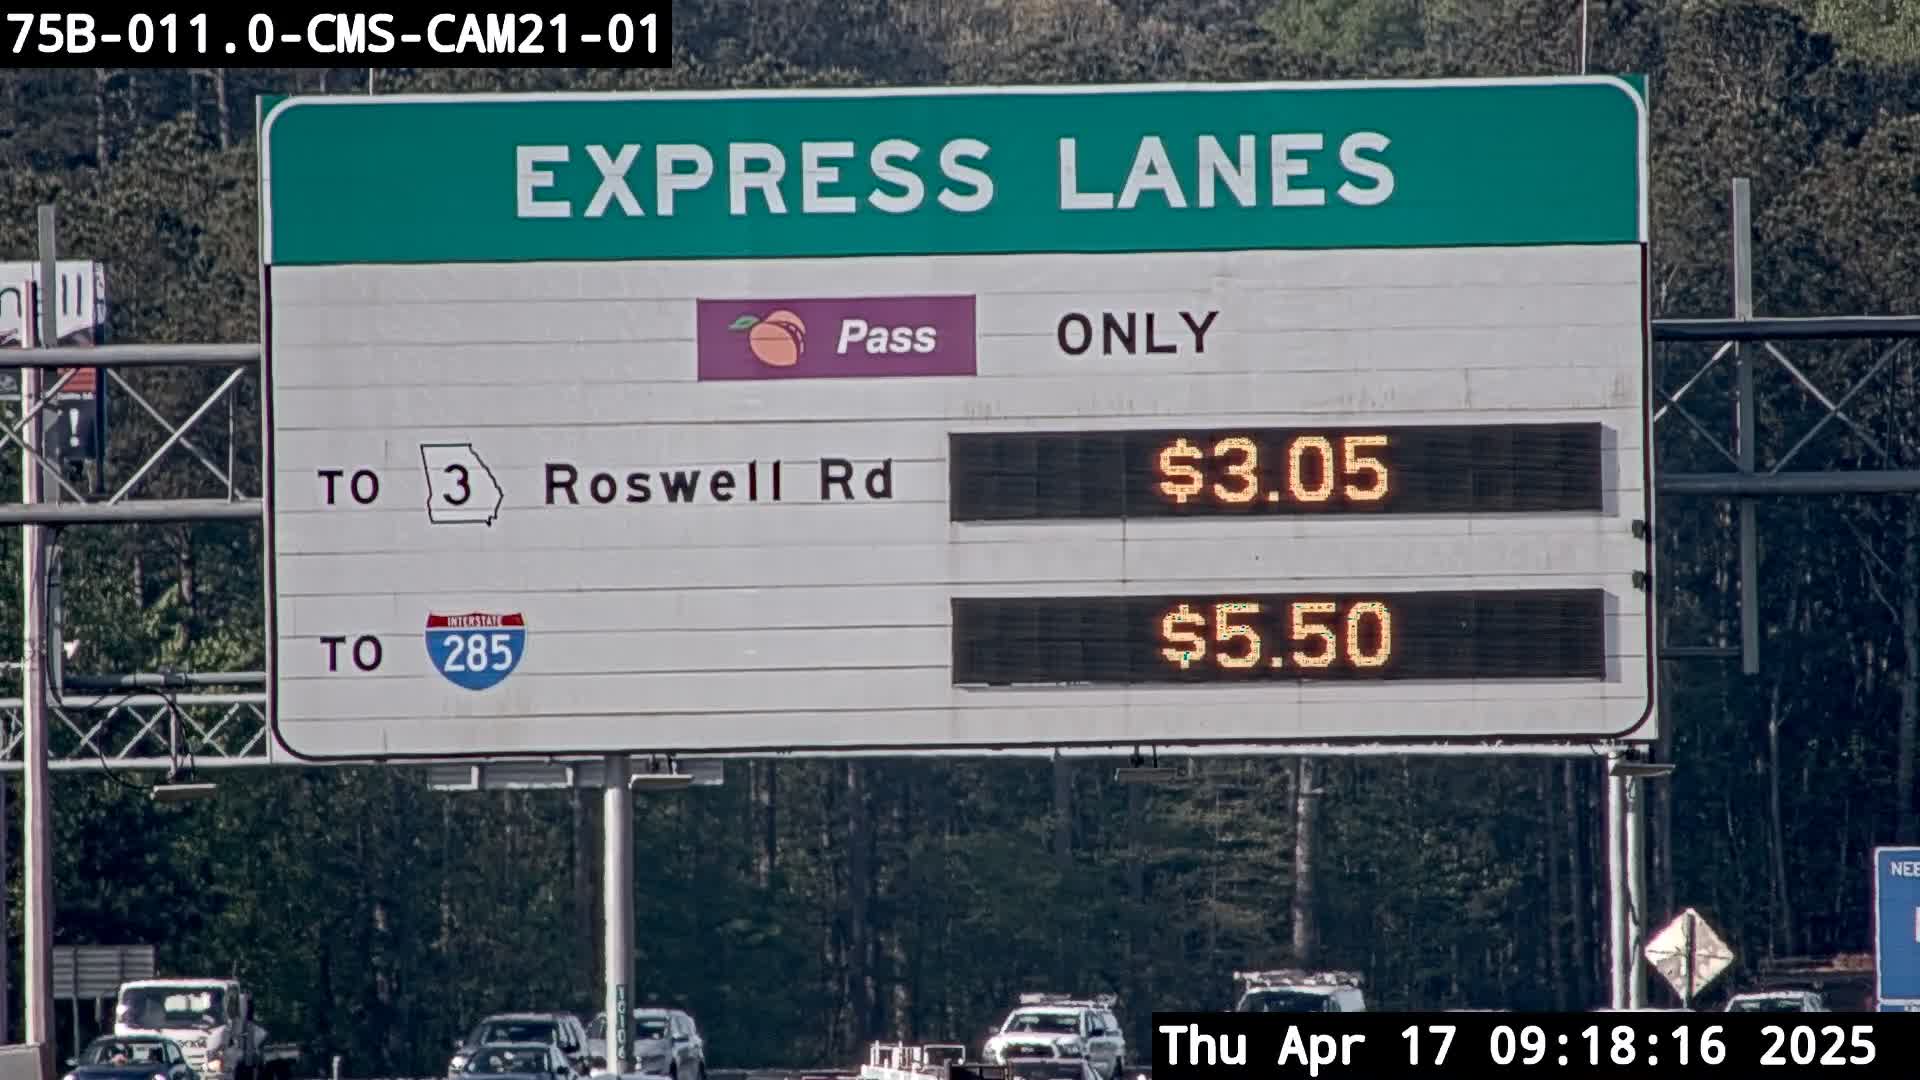 75B-011.0-CMS-CAM21-01
EXPRESS LANES
Pass ONLY
TO 3 Roswell Rd $3.05
INTERSTATE
TO 285 $5.50
Thu Apr 17 09:18:16 2025